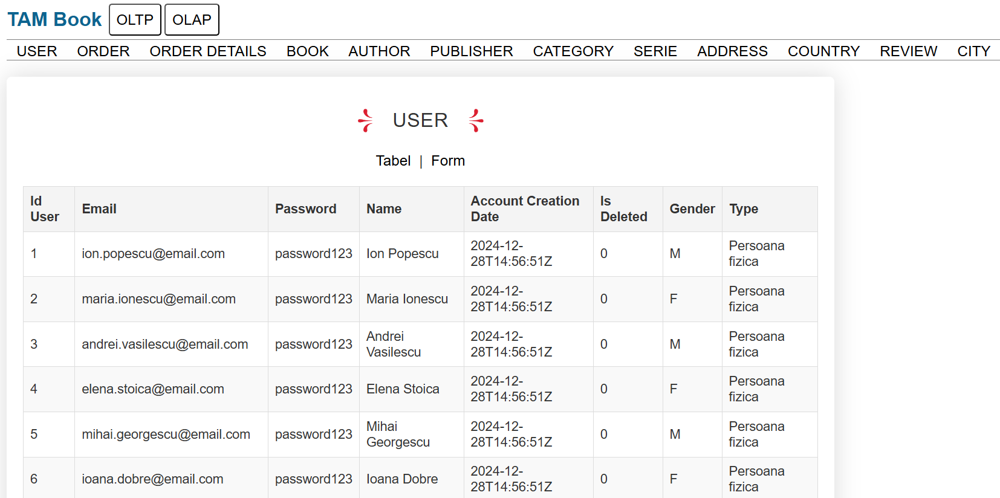 TAM Book OLTP OLAP
USER ORDER ORDER DETAILS BOOK AUTHOR PUBLISHER CATEGORY SERIE ADDRESS COUNTRY REVIEW CITY
USER
Tabel | Form
Id User Email Password Name Account Creation Date Is Deleted Gender Type
1 ion.popescu@email.com password123 Ion Popescu 2024-12-28T14:56:51Z 0 M Persoana fizica
2 maria.ionescu@email.com password123 Maria Ionescu 2024-12-28T14:56:51Z 0 F Persoana fizica
3 andrei.vasilescu@email.com password123 Andrei Vasilescu 2024-12-28T14:56:51Z 0 M Persoana fizica
4 elena.stoica@email.com password123 Elena Stoica 2024-12-28T14:56:51Z 0 F Persoana fizica
5 mihai.georgescu@email.com password123 Mihai Georgescu 2024-12-28T14:56:51Z 0 M Persoana fizica
6 ioana.dobre@email.com password123 Ioana Dobre 2024-12-28T14:56:51Z 0 F Persoana fizica